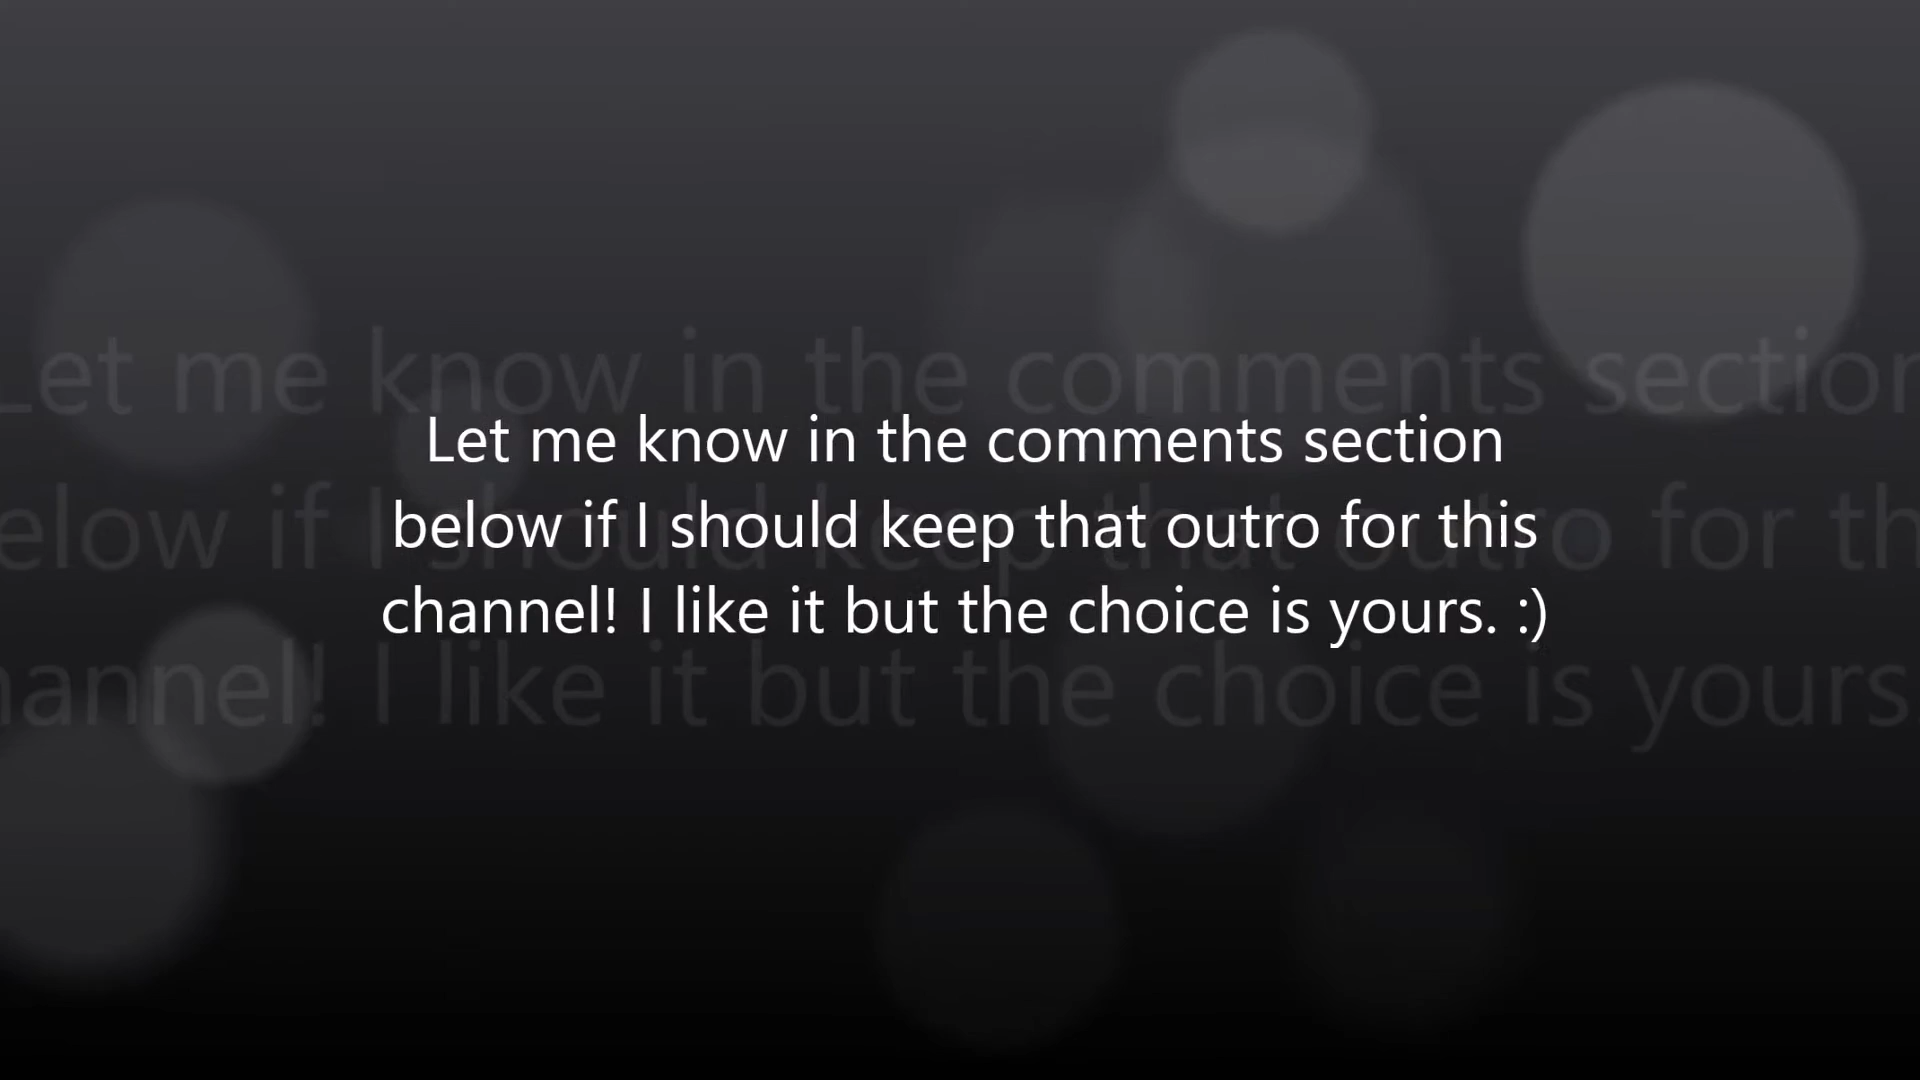 Let me know in the comments section
below if I should keep that outro for this
channel! I like it but the choice is yours. :)